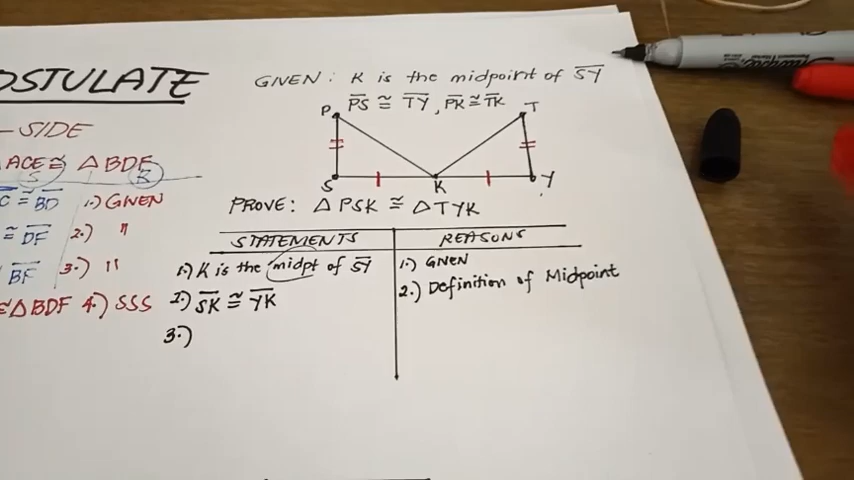 OSTULATE
-SIDE
ACE ≅ △BDF
S
B
C ≅ BD 1.) GIVEN
≅ DF 2.) "
BF 3.) "
≅△BDF 4.) SSS
GIVEN: K is the midpoint of SY
PS ≅ TY, PK ≅ TK
P T
S K Y
PROVE: △PSK ≅ △TYK
STATEMENTS REASONS
1.) K is the midpt of SY 1.) GIVEN
2.) SK ≅ YK 2.) Definition of Midpoint
3.)